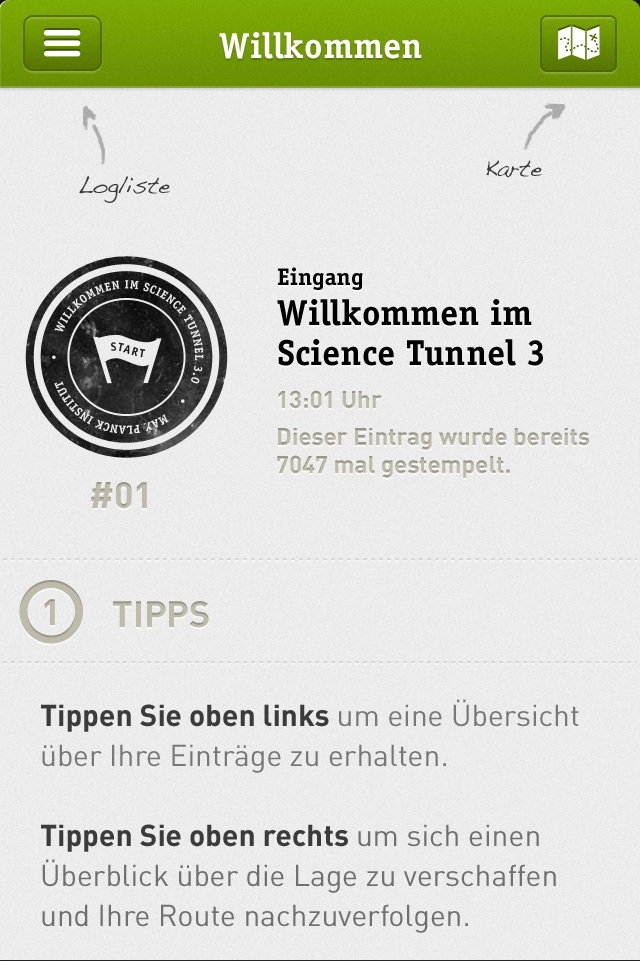 Willkommen
Logliste
Karte
WILLKOMMEN IM SCIENCE TUNNEL 3.0
START
MAX PLANCK INSTITUT
#01
Eingang
Willkommen im
Science Tunnel 3
13:01 Uhr
Dieser Eintrag wurde bereits
7047 mal gestempelt.
1 TIPPS
Tippen Sie oben links um eine Übersicht
über Ihre Einträge zu erhalten.
Tippen Sie oben rechts um sich einen
Überblick über die Lage zu verschaffen
und Ihre Route nachzuverfolgen.